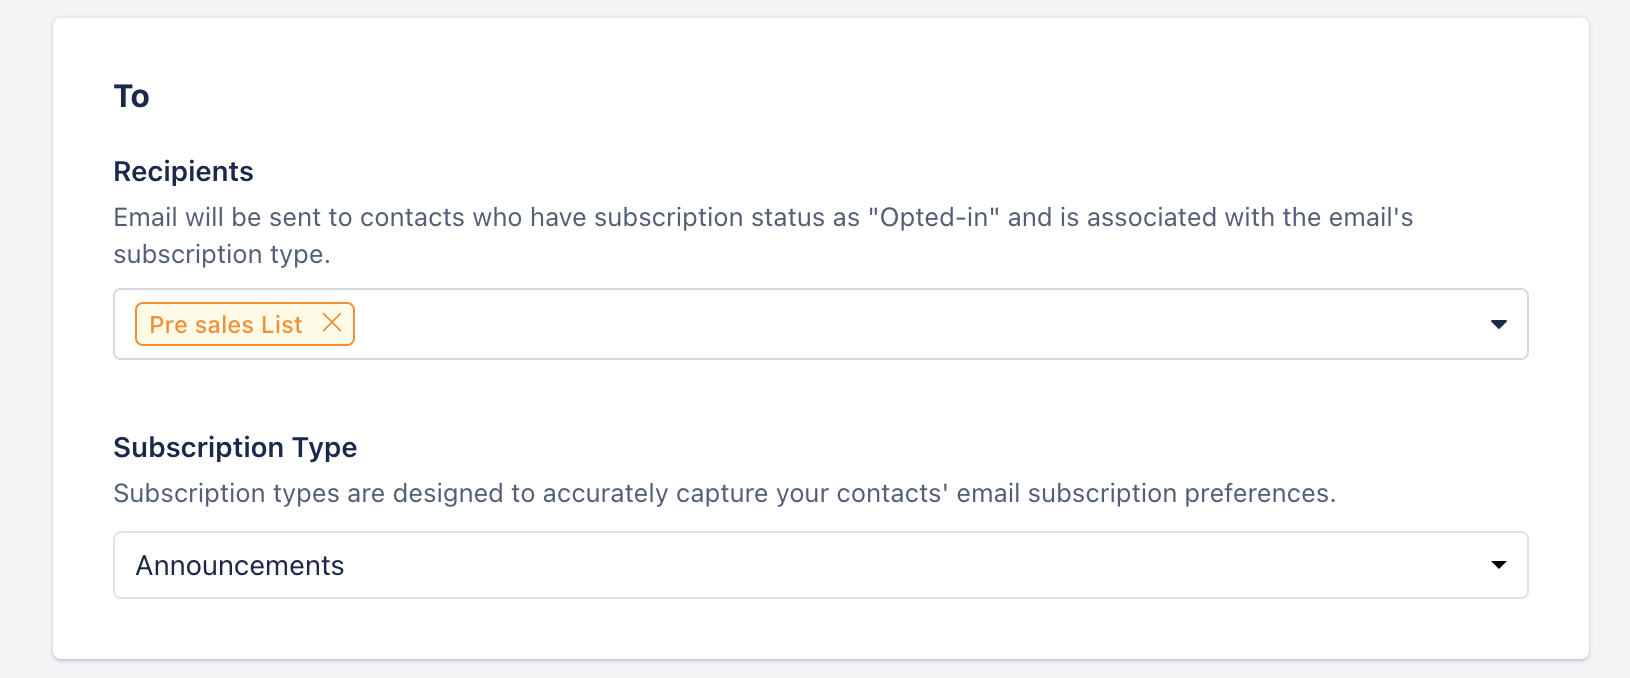 To
Recipients
Email will be sent to contacts who have subscription status as "Opted-in" and is associated with the email's
subscription type.
Pre sales List
Subscription Type
Subscription types are designed to accurately capture your contacts' email subscription preferences.
Announcements